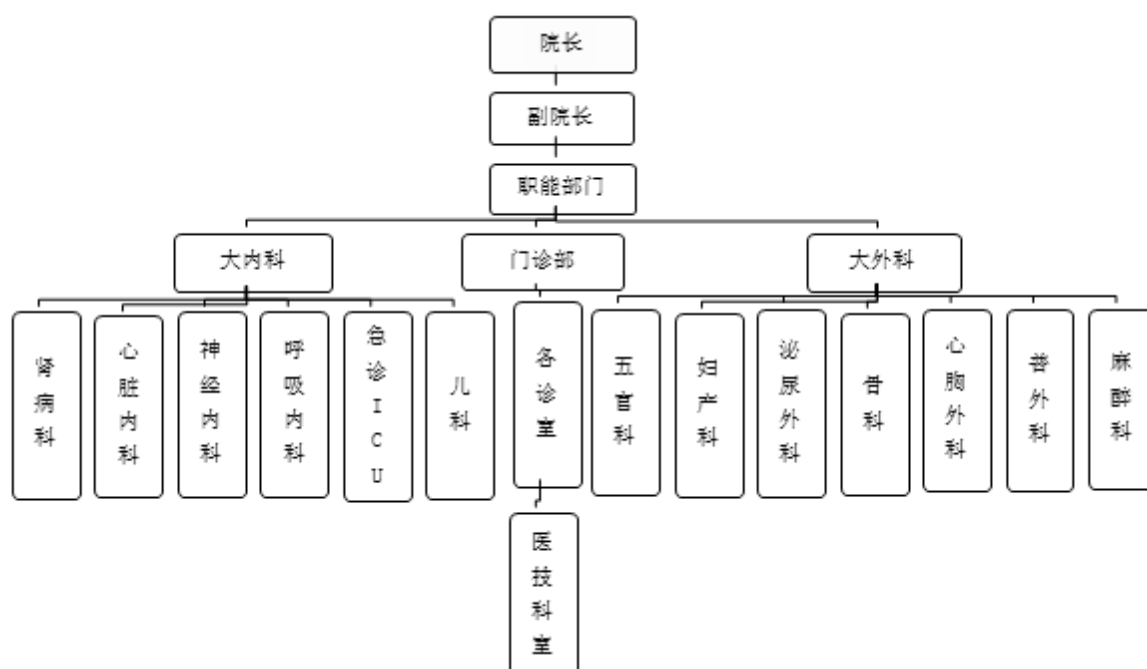 院长
副院长
职能部门
大内科
门诊部
大外科
肾病科
心脏内科
神经内科
呼吸内科
急诊ICU
儿科
各诊室
五官科
妇产科
泌尿外科
骨科
心胸外科
普外科
麻醉科
医技科室